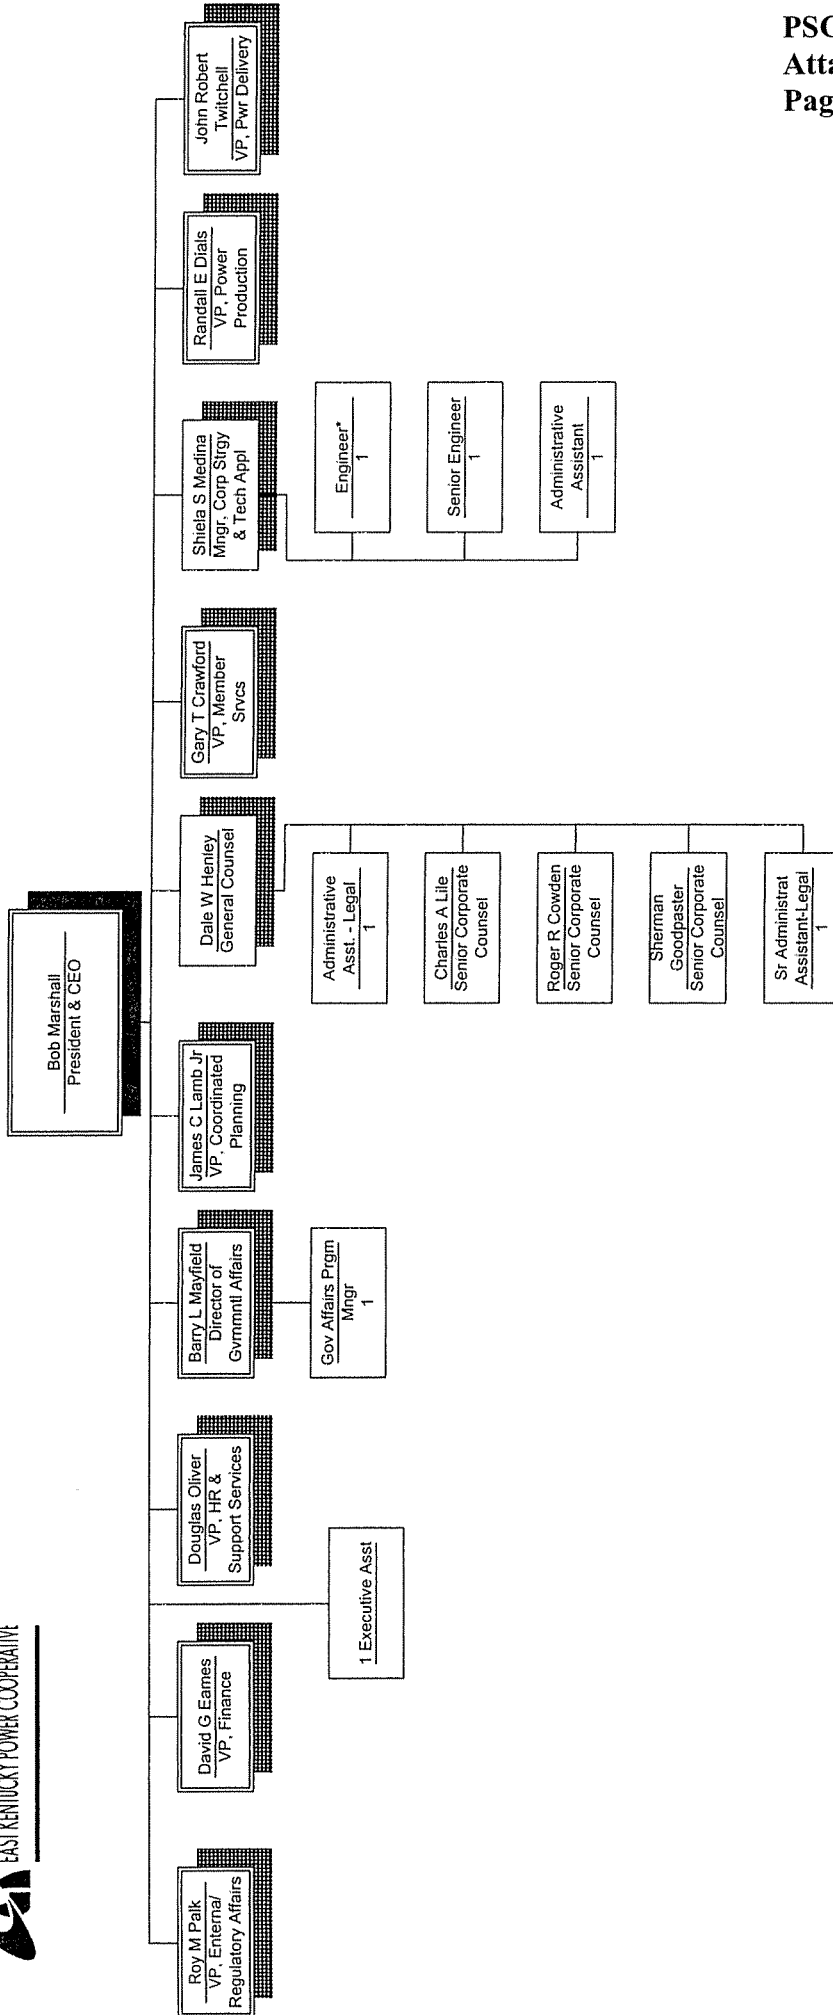 PSC
Atta
Pag
EAST KENTUCKY POWER COOPERATIVE
Bob Marshall
President & CEO
Roy M Palk
VP, Enterna/
Regulatory Affairs
David G Eames
VP, Finance
1 Executive Asst
Douglas Oliver
VP, HR &
Support Services
Barry L Mayfield
Director of
Gvmmntl Affairs
Gov Affairs Prgm
Mngr
1
James C Lamb Jr
VP, Coordinated
Planning
Dale W Henley
General Counsel
Administrative
Asst. - Legal
1
Charles A Lile
Senior Corporate
Counsel
Roger R Cowden
Senior Corporate
Counsel
Sherman
Goodpaster
Senior Corporate
Counsel
Sr Administrat
Assistant-Legal
1
Gary T Crawford
VP, Member
Srvcs
Shiela S Medina
Mngr, Corp Strgy
& Tech Appl
Engineer*
1
Senior Engineer
1
Administrative
Assistant
1
Randall E Dials
VP, Power
Production
John Robert
Twitchell
VP, Pwr Delivery